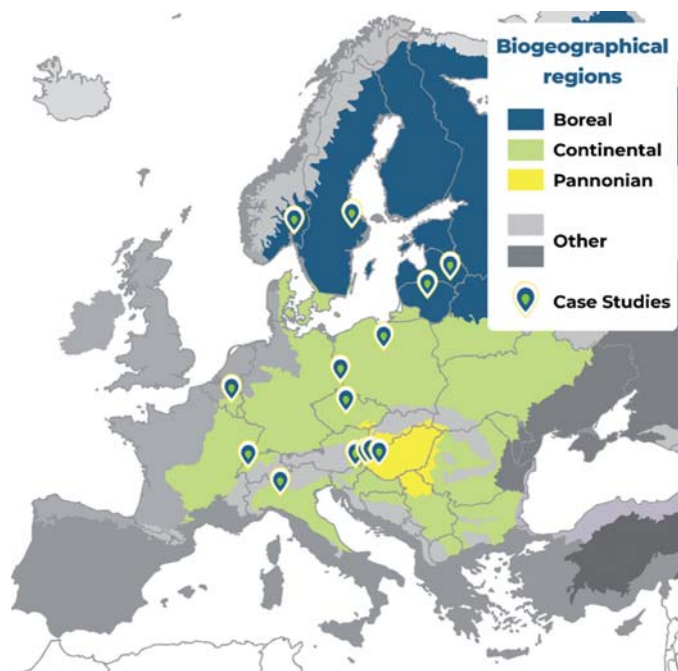 Biogeographical
regions
Boreal
Continental
Pannonian
Other
Case Studies